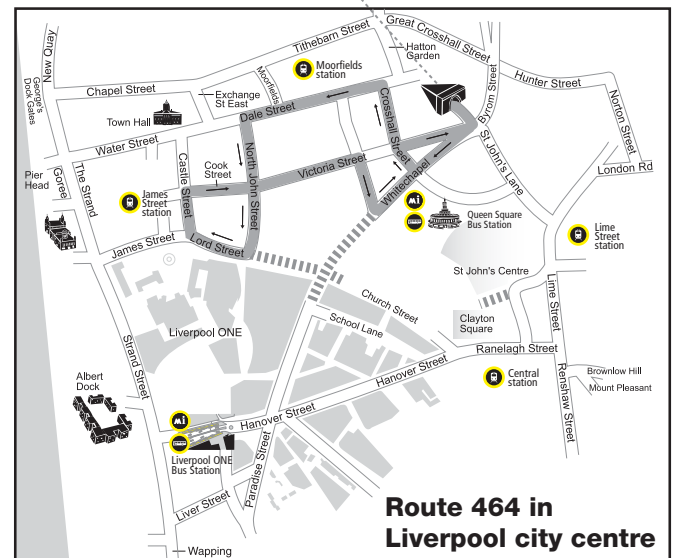 New Quay
George's
Dock Gates
Tithebarn Street
Great Crosshall Street
Hatton
Garden
Moorfields
station
Moorfields
Hunter Street
Norton Street
Byrom Street
Chapel Street
Exchange
St East
Dale Street
Crosshall Street
Town Hall
Water Street
St John's Lane
London Rd
Cook
Street
Victoria Street
Whitechapel
Castle Street
North John Street
Pier
Head
Goree
The Strand
James
Street
station
Mi
Queen Square
Bus Station
Lime
Street
station
James Street
Lord Street
St John's Centre
Lime Street
Church Street
Clayton
Square
School Lane
Liverpool ONE
Strand Street
Ranelagh Street
Hanover Street
Central
station
Renshaw Street
Brownlow Hill
Mount Pleasant
Albert
Dock
Mi
Hanover Street
Liverpool ONE
Bus Station
Paradise Street
Liver Street
Wapping
Route 464 in
Liverpool city centre